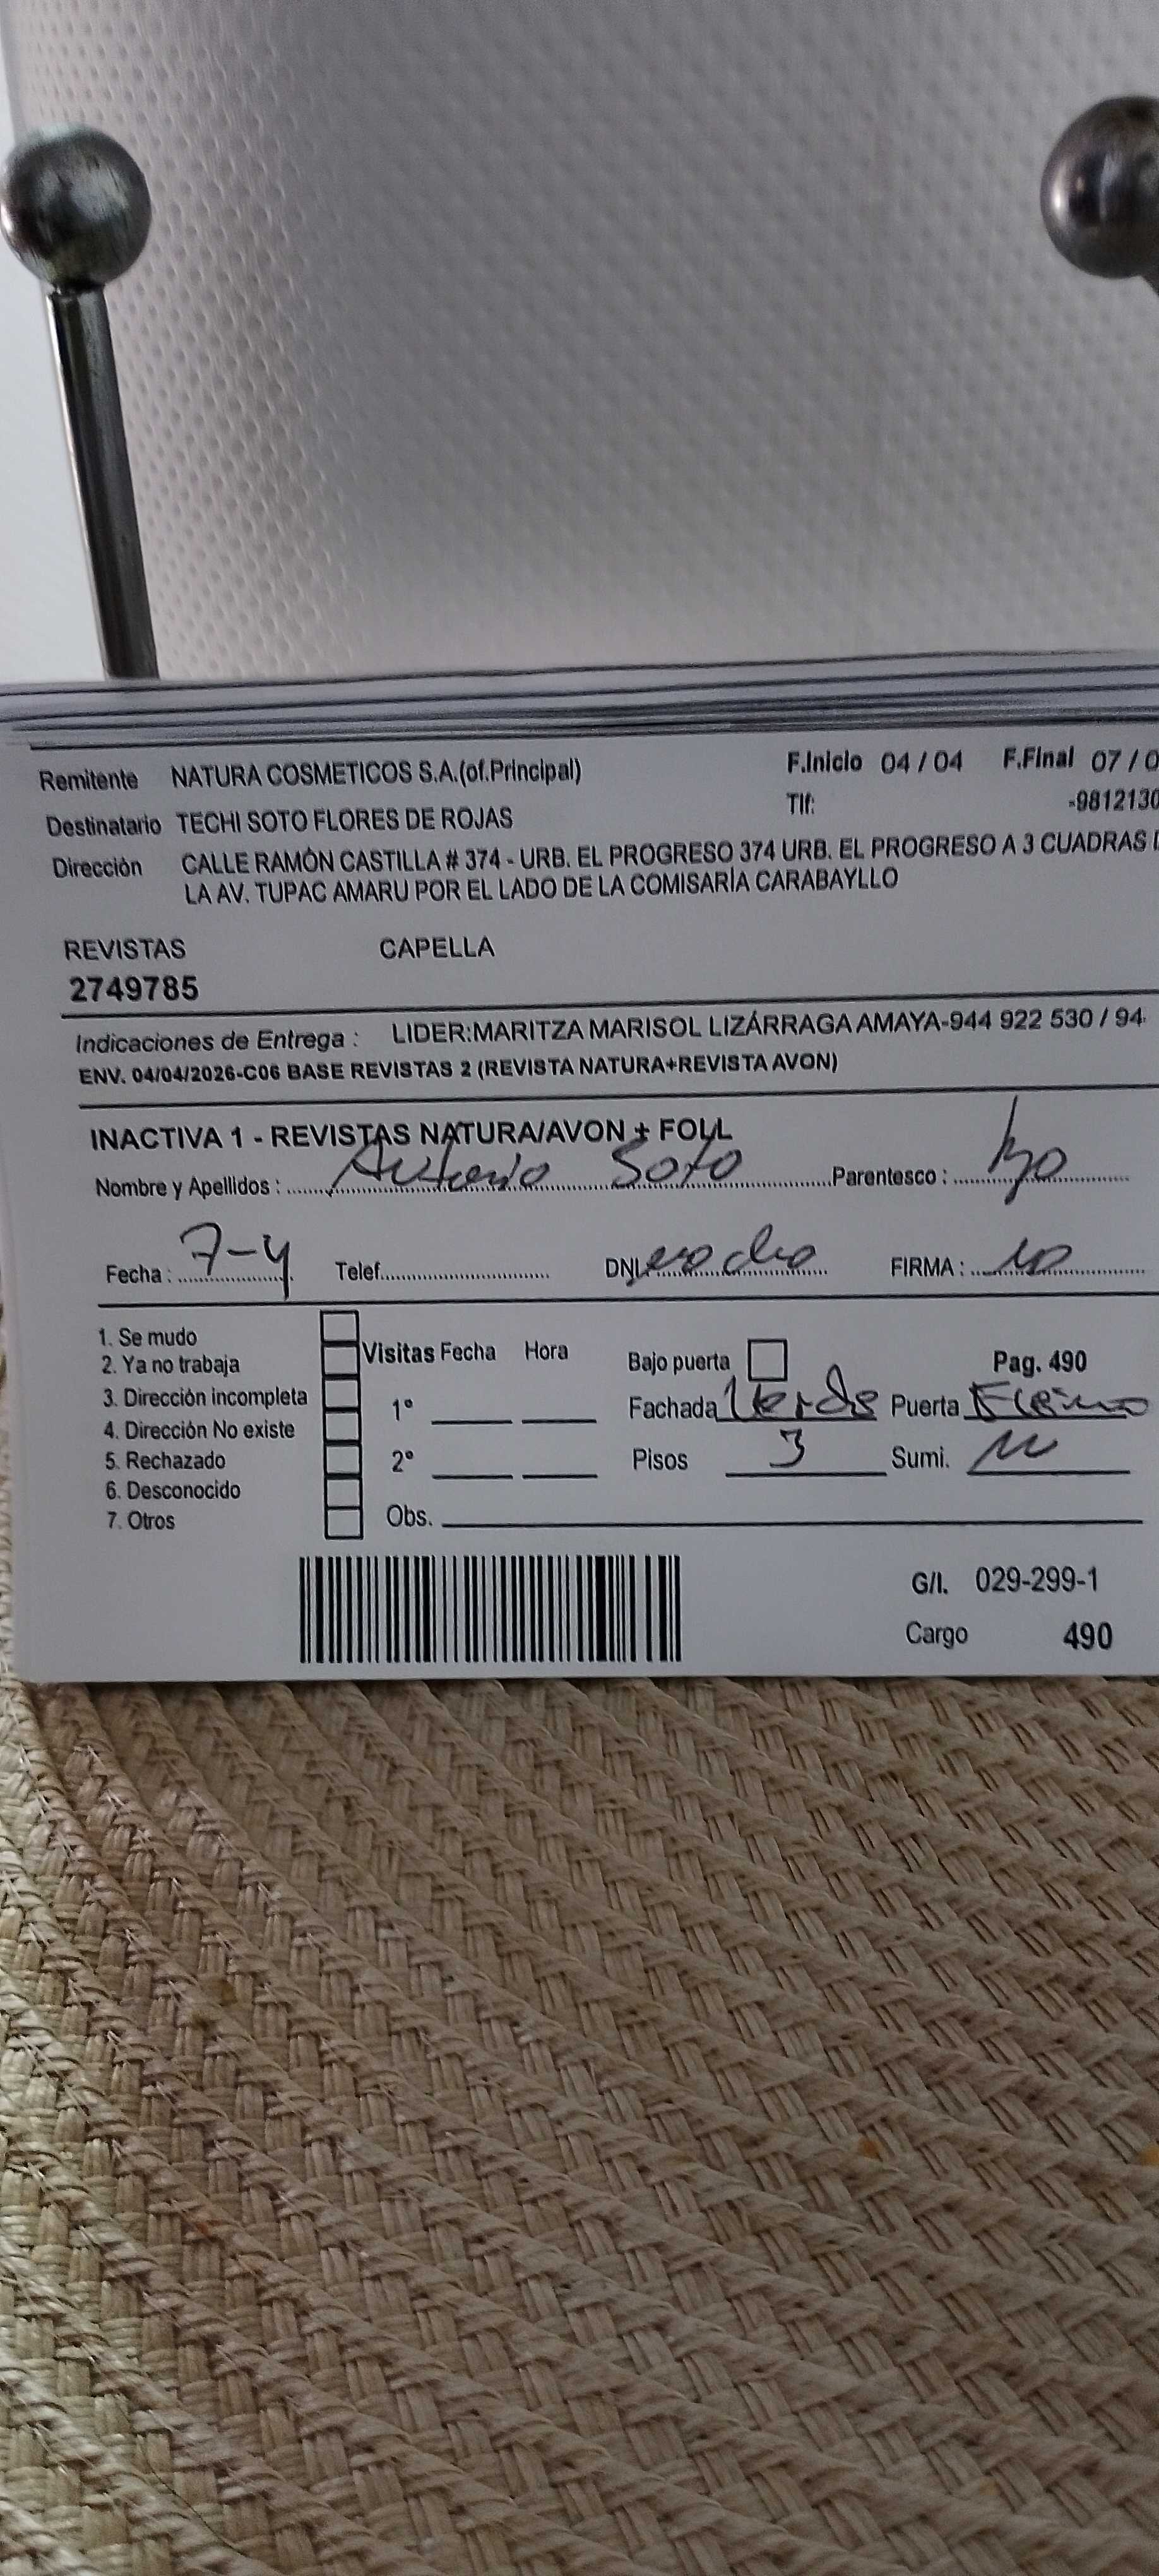 Remitente NATURA COSMETICOS S.A.(of.Principal) F.Inicio 04 / 04 F.Final 07 / 0
Destinatario TECHI SOTO FLORES DE ROJAS Tlf: -9812130
Dirección CALLE RAMÓN CASTILLA # 374 - URB. EL PROGRESO 374 URB. EL PROGRESO A 3 CUADRAS
LA AV. TUPAC AMARU POR EL LADO DE LA COMISARÍA CARABAYLLO
REVISTAS CAPELLA
2749785
Indicaciones de Entrega : LIDER:MARITZA MARISOL LIZÁRRAGA AMAYA-944 922 530 / 94
ENV. 04/04/2026-C06 BASE REVISTAS 2 (REVISTA NATURA+REVISTA AVON)
INACTIVA 1 - REVISTAS NATURA/AVON + FOLL
Nombre y Apellidos : Antonio Soto Parentesco :
Fecha : 7-4 Telef. DNI. FIRMA :
1. Se mudo
2. Ya no trabaja Visitas Fecha Hora Bajo puerta Pag. 490
3. Dirección incompleta 1° Fachada Verde Puerta
4. Dirección No existe
5. Rechazado 2° Pisos 3 Sumi.
6. Desconocido
7. Otros Obs.
G/I. 029-299-1
Cargo 490